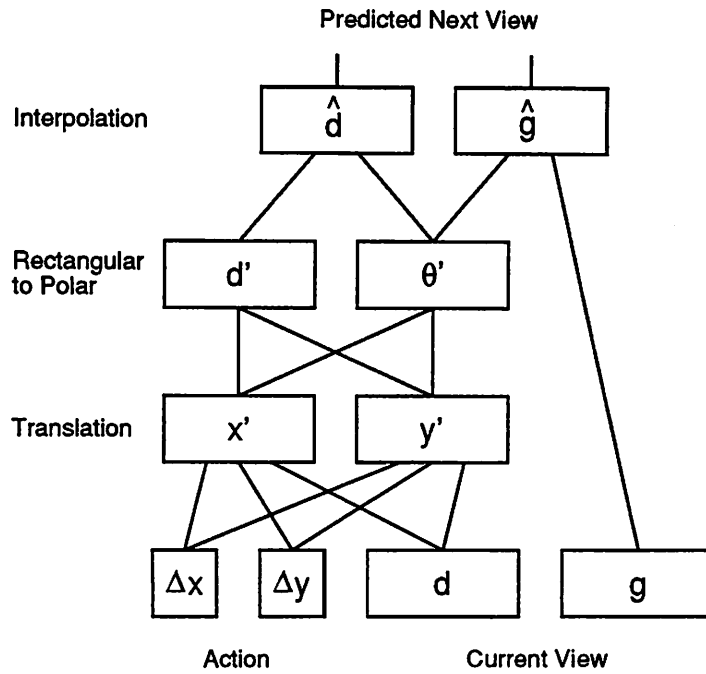 Predicted Next View
Interpolation
d̂
ĝ
Rectangular
to Polar
d'
θ'
Translation
x'
y'
Δx
Δy
d
g
Action
Current View